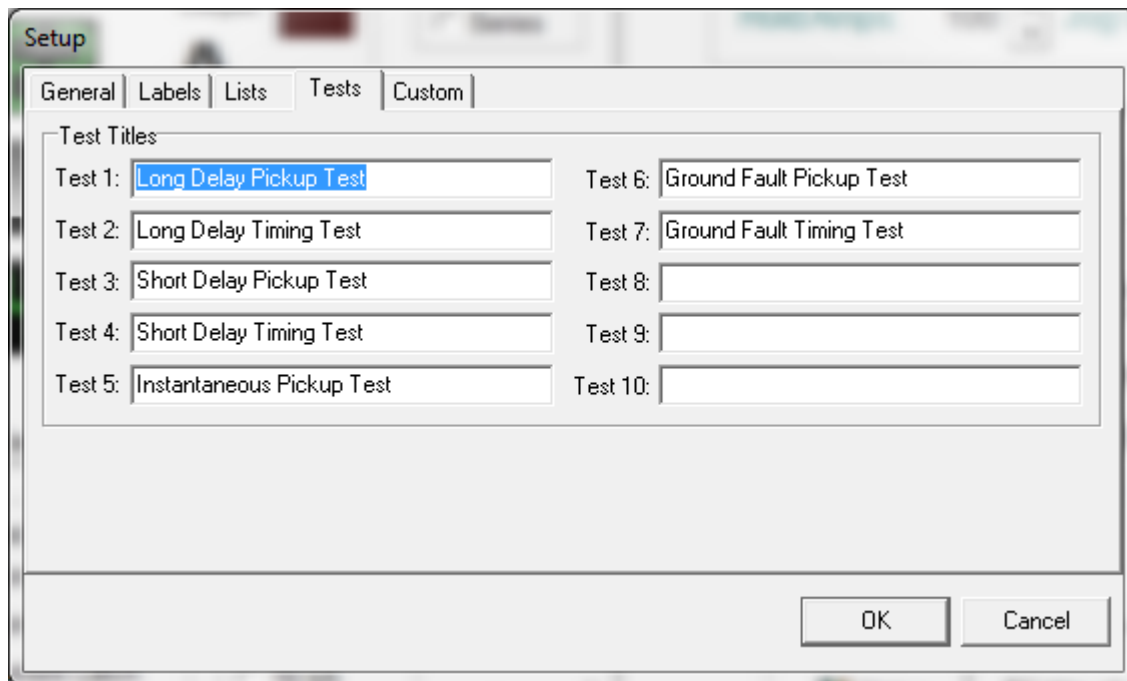 Setup
General Labels Lists Tests Custom
Test Titles
Test 1: Long Delay Pickup Test
Test 2: Long Delay Timing Test
Test 3: Short Delay Pickup Test
Test 4: Short Delay Timing Test
Test 5: Instantaneous Pickup Test
Test 6: Ground Fault Pickup Test
Test 7: Ground Fault Timing Test
Test 8:
Test 9:
Test 10:
OK Cancel